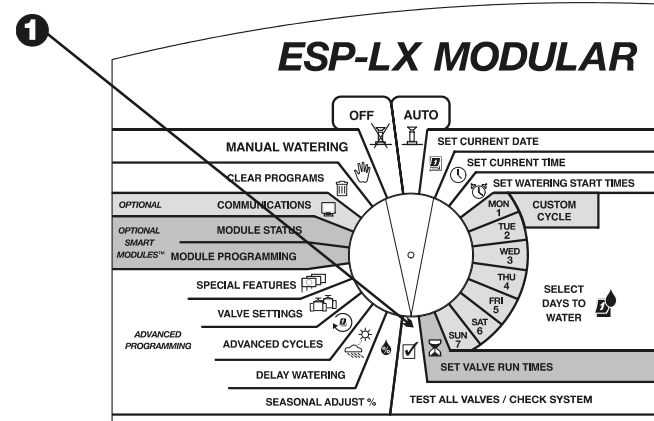 1
ESP-LX MODULAR
OFF
AUTO
MANUAL WATERING
SET CURRENT DATE
CLEAR PROGRAMS
SET CURRENT TIME
SET WATERING START TIMES
OPTIONAL
COMMUNICATIONS
MON
1
CUSTOM
CYCLE
OPTIONAL
SMART
MODULES™
MODULE STATUS
MODULE PROGRAMMING
TUE
2
WED
3
THU
4
FRI
5
SAT
6
SUN
7
SELECT
DAYS TO
WATER
SPECIAL FEATURES
VALVE SETTINGS
ADVANCED
PROGRAMMING
ADVANCED CYCLES
DELAY WATERING
SEASONAL ADJUST %
SET VALVE RUN TIMES
TEST ALL VALVES / CHECK SYSTEM
%